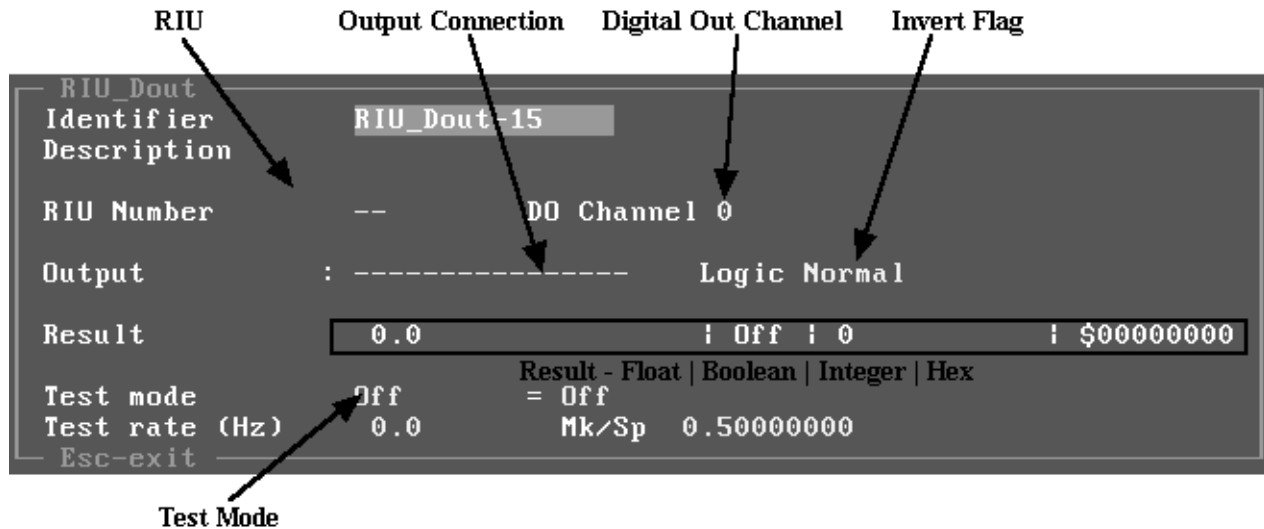 RIU Output Connection Digital Out Channel Invert Flag
RIU_Dout
Identifier RIU_Dout-15
Description
RIU Number -- DO Channel 0
Output : ---------------- Logic Normal
Result 0.0 ¦ Off ¦ 0 ¦ $00000000
Result - Float | Boolean | Integer | Hex
Test mode Off = Off
Test rate (Hz) 0.0 Mk/Sp 0.50000000
Esc-exit
Test Mode